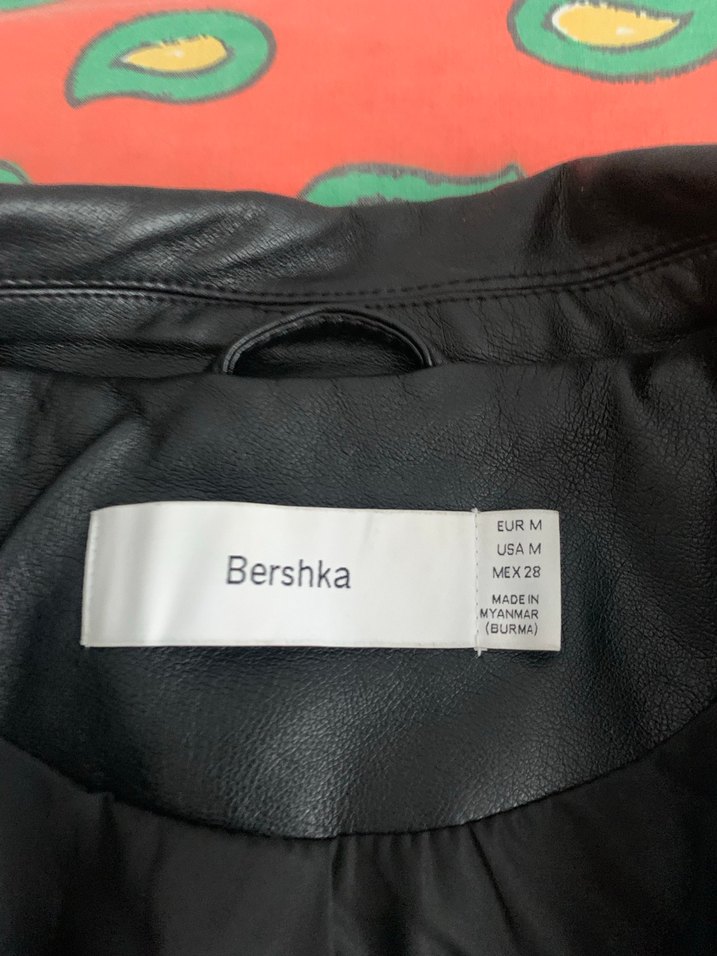 Bershka
EUR M
USA M
MEX 28
MADE IN
MYANMAR
(BURMA)